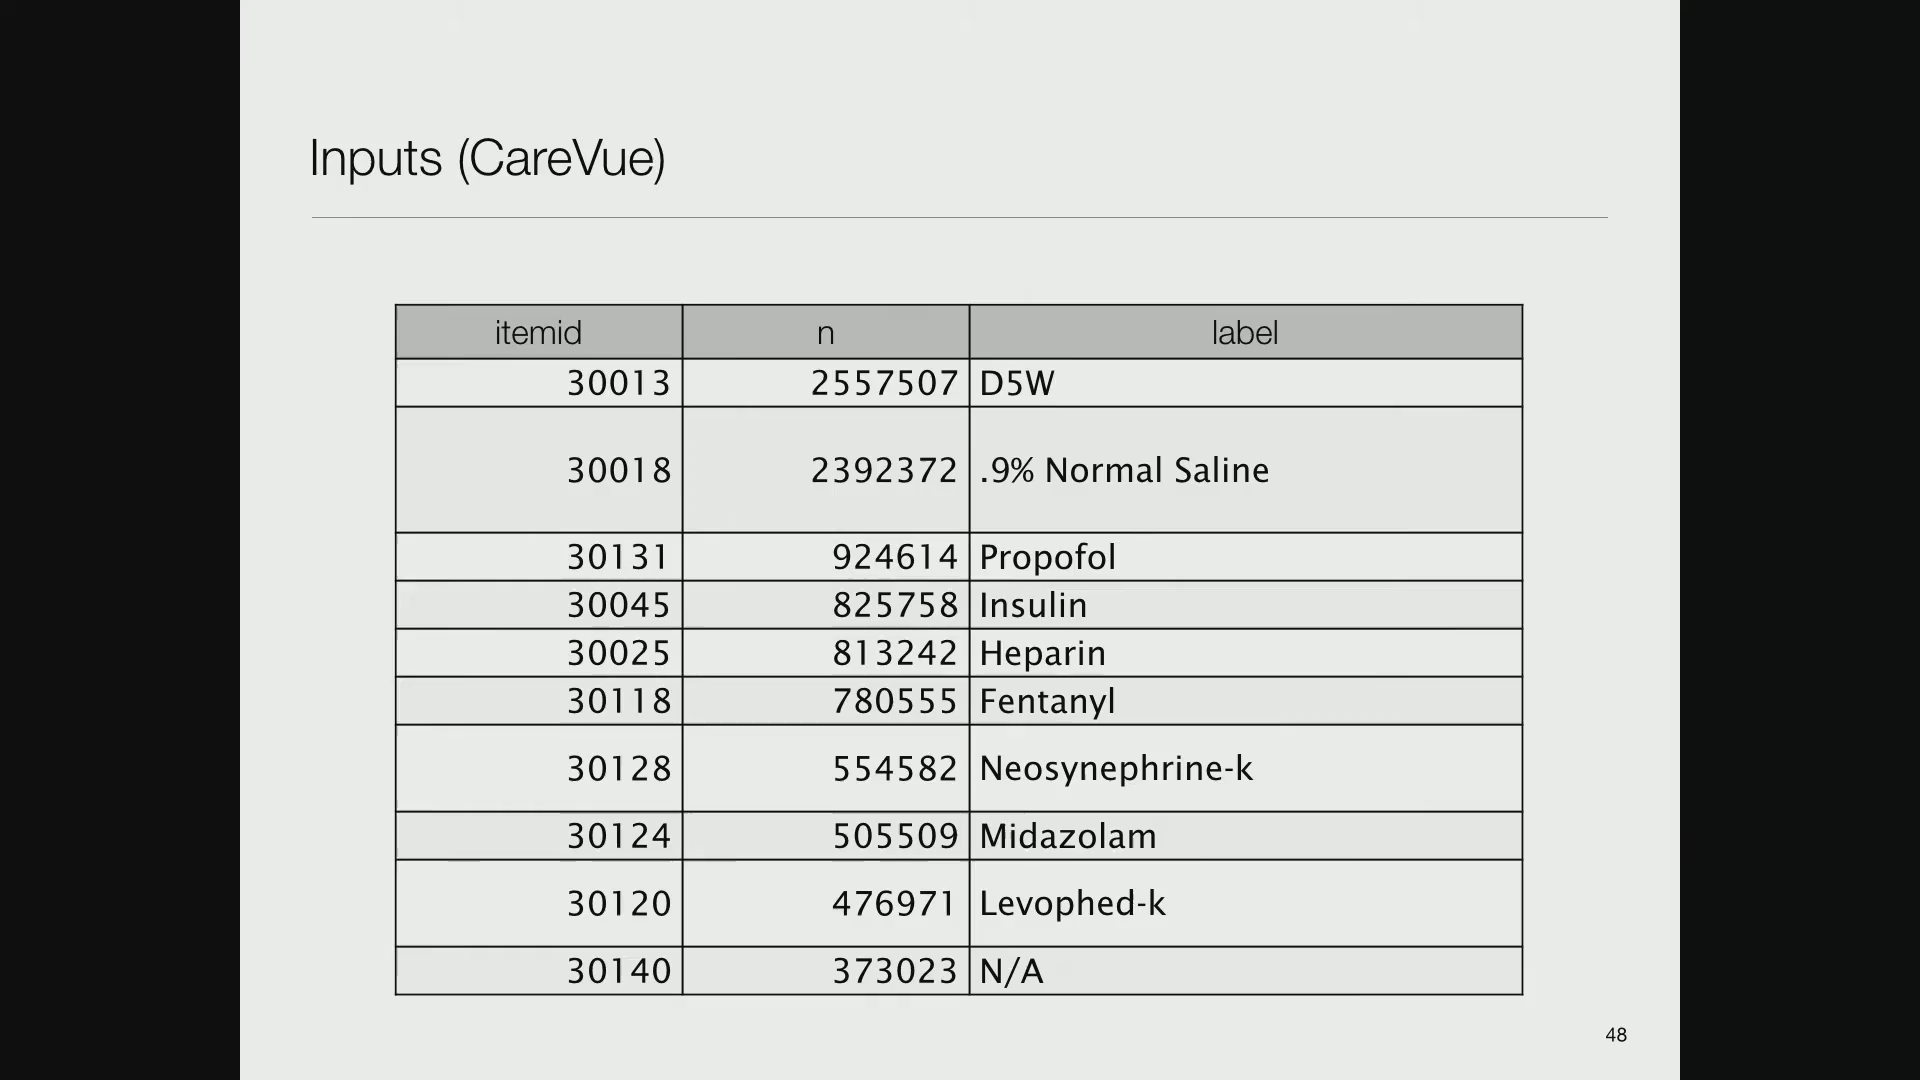 Inputs (CareVue)
itemid n label
30013 2557507 D5W
30018 2392372 .9% Normal Saline
30131 924614 Propofol
30045 825758 Insulin
30025 813242 Heparin
30118 780555 Fentanyl
30128 554582 Neosynephrine-k
30124 505509 Midazolam
30120 476971 Levophed-k
30140 373023 N/A
48